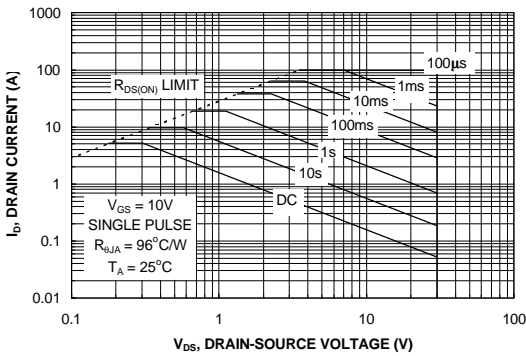 1000
100
10
1
0.1
0.01
I_D, DRAIN CURRENT (A)
R_DS(ON) LIMIT
100μs
1ms
10ms
100ms
1s
10s
DC
V_GS = 10V
SINGLE PULSE
R_θJA = 96°C/W
T_A = 25°C
0.1 1 10 100
V_DS, DRAIN-SOURCE VOLTAGE (V)